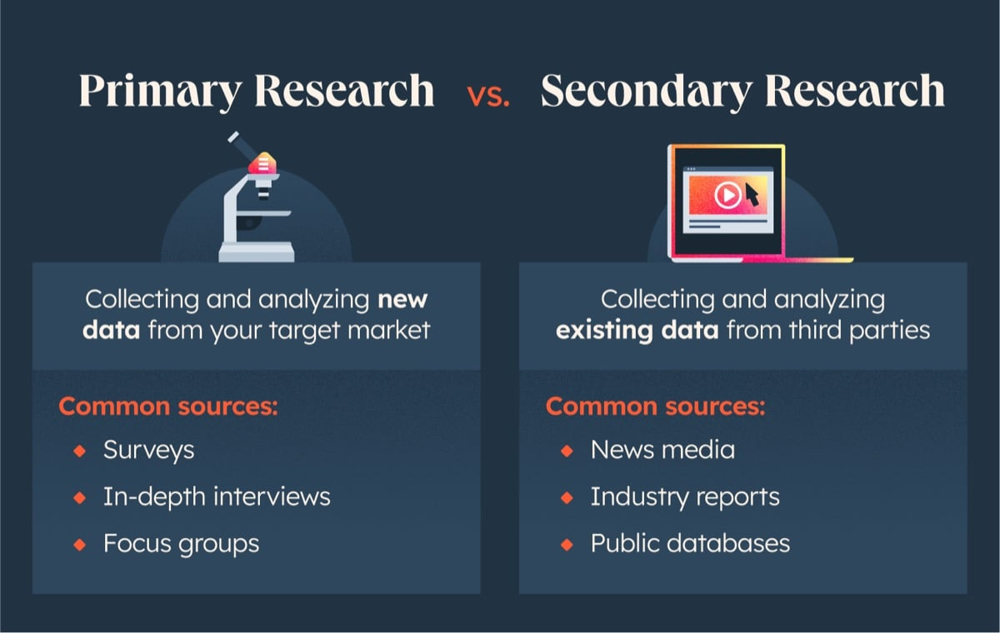 Primary Research vs. Secondary Research
Collecting and analyzing new
data from your target market
Common sources:
Surveys
In-depth interviews
Focus groups
Collecting and analyzing
existing data from third parties
Common sources:
News media
Industry reports
Public databases